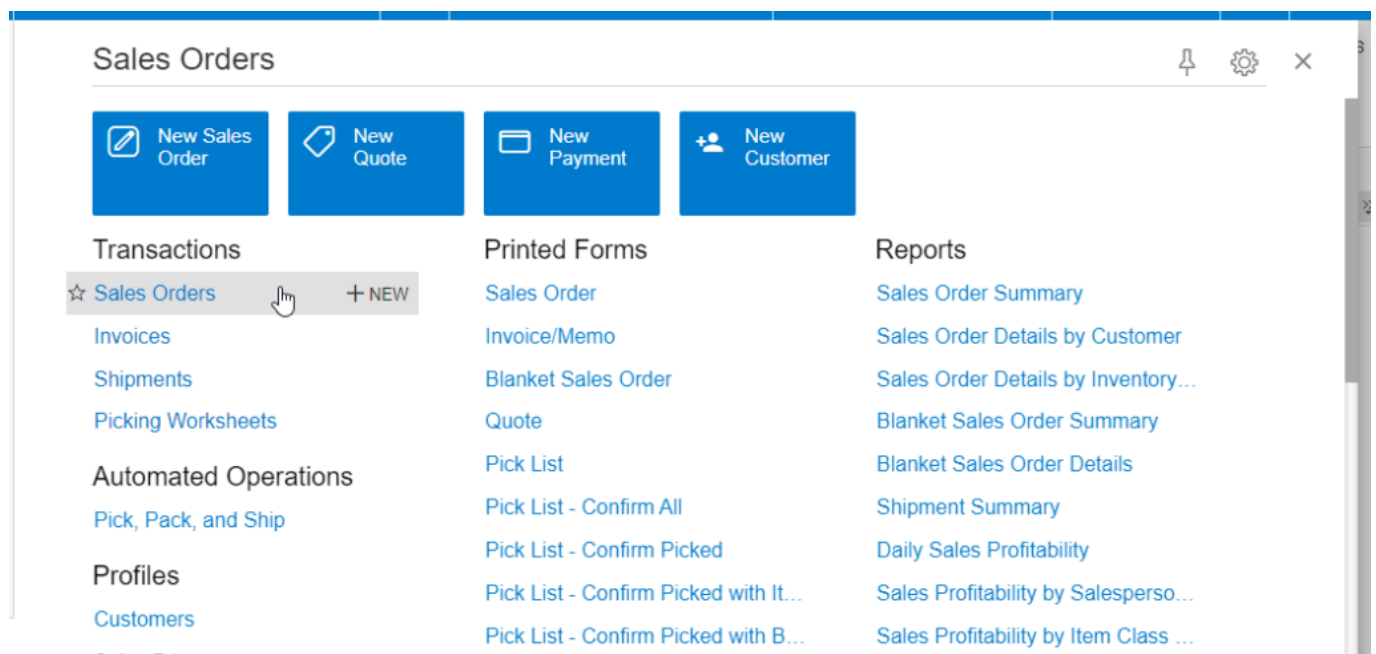 Sales Orders
New Sales
Order
New
Quote
New
Payment
New
Customer
Transactions
Sales Orders
+ NEW
Invoices
Shipments
Picking Worksheets
Automated Operations
Pick, Pack, and Ship
Profiles
Customers
Printed Forms
Sales Order
Invoice/Memo
Blanket Sales Order
Quote
Pick List
Pick List - Confirm All
Pick List - Confirm Picked
Pick List - Confirm Picked with It...
Pick List - Confirm Picked with B...
Reports
Sales Order Summary
Sales Order Details by Customer
Sales Order Details by Inventory...
Blanket Sales Order Summary
Blanket Sales Order Details
Shipment Summary
Daily Sales Profitability
Sales Profitability by Salesperso...
Sales Profitability by Item Class ...